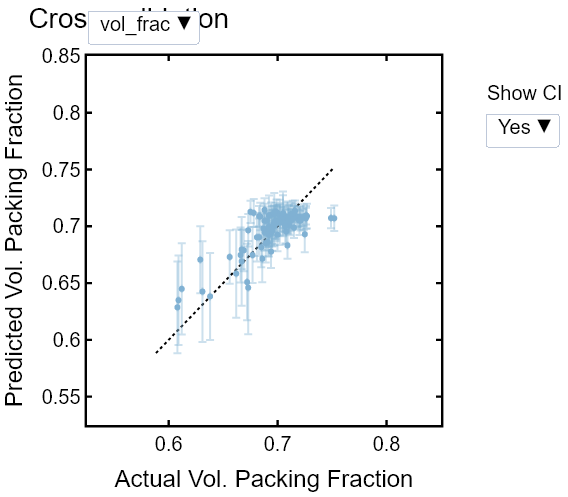 Cros
vol_frac ▼
on
0.85
0.8
0.75
0.7
0.65
0.6
0.55
Predicted Vol. Packing Fraction
0.6 0.7 0.8
Actual Vol. Packing Fraction
Show CI
Yes ▼